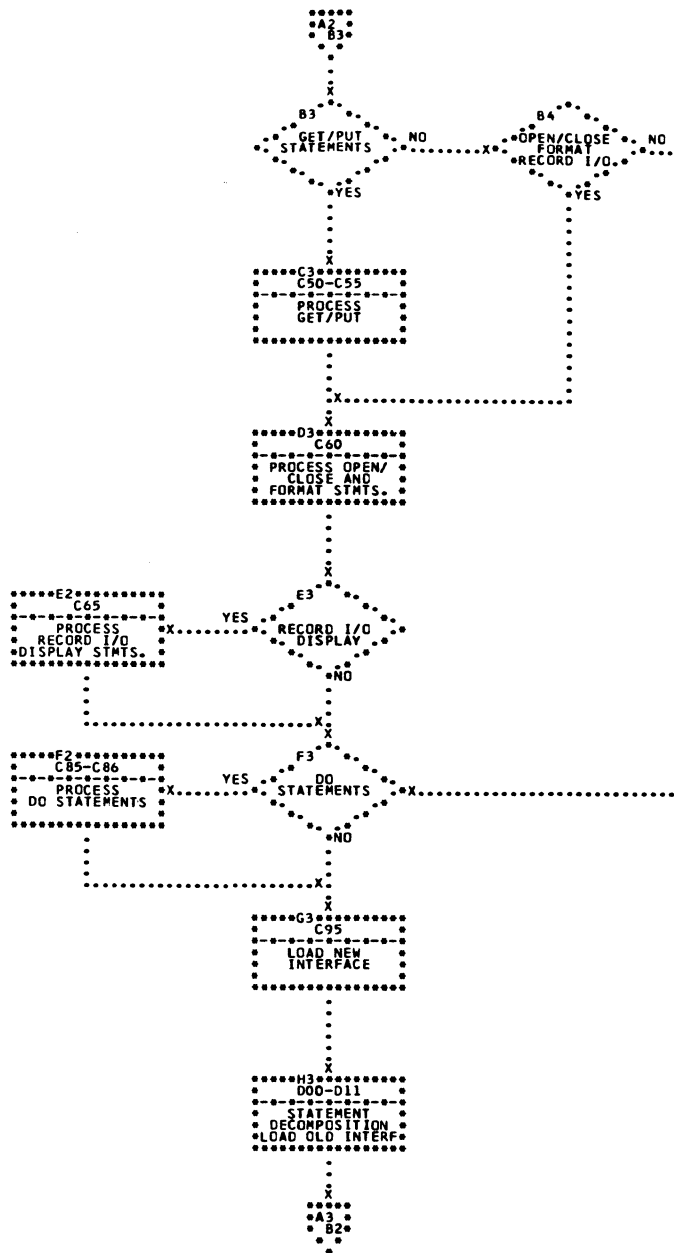 A2
B3
B3
GET/PUT
STATEMENTS
NO
YES
B4
OPEN/CLOSE
FORMAT
RECORD I/O
NO
YES
C3
C50-C55
PROCESS
GET/PUT
D3
C60
PROCESS OPEN/
CLOSE AND
FORMAT STMTS.
E2
C65
PROCESS
RECORD I/O
DISPLAY STMTS.
YES
E3
RECORD I/O
DISPLAY
NO
F2
C85-C86
PROCESS
DO STATEMENTS
YES
F3
DO
STATEMENTS
NO
G3
C95
LOAD NEW
INTERFACE
H3
D00-D11
STATEMENT
DECOMPOSITION
LOAD OLD INTERF
A3
B2